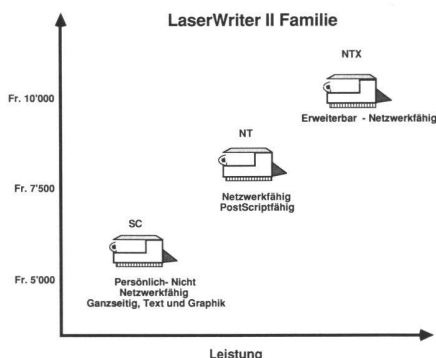 LaserWriter II Familie
NTX
Fr. 10'000
Erweiterbar - Netzwerkfähig
NT
Fr. 7'500
Netzwerkfähig
PostScriptfähig
SC
Persönlich- Nicht
Netzwerkfähig
Ganzseitig, Text und Graphik
Fr. 5'000
Leistung